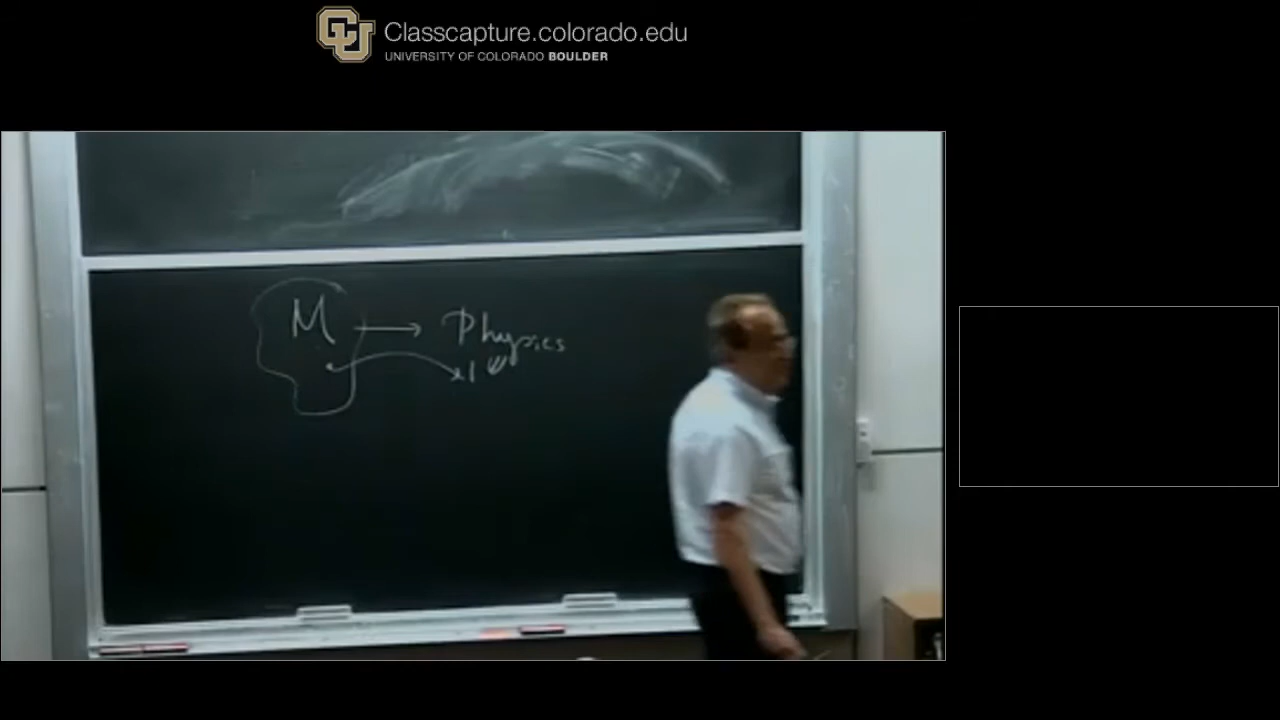 Classcapture.colorado.edu
UNIVERSITY OF COLORADO BOULDER
M → Physics